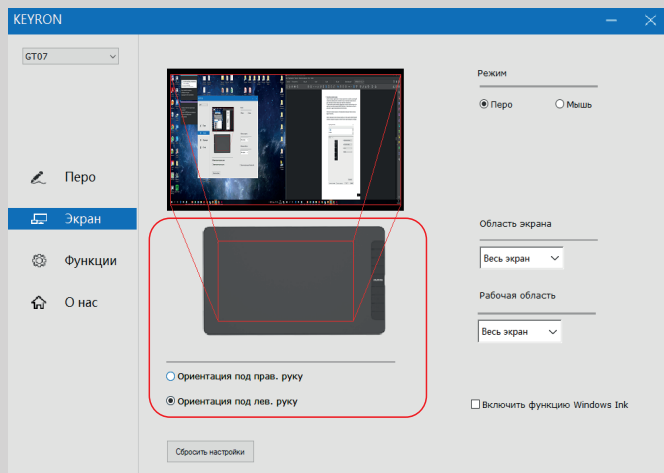 KEYRON
GT07
Перо
Экран
Функции
О нас
Ориентация под прав. руку
Ориентация под лев. руку
Сбросить настройки
Режим
Перо
Мышь
Область экрана
Весь экран
Рабочая область
Весь экран
Включить функцию Windows Ink